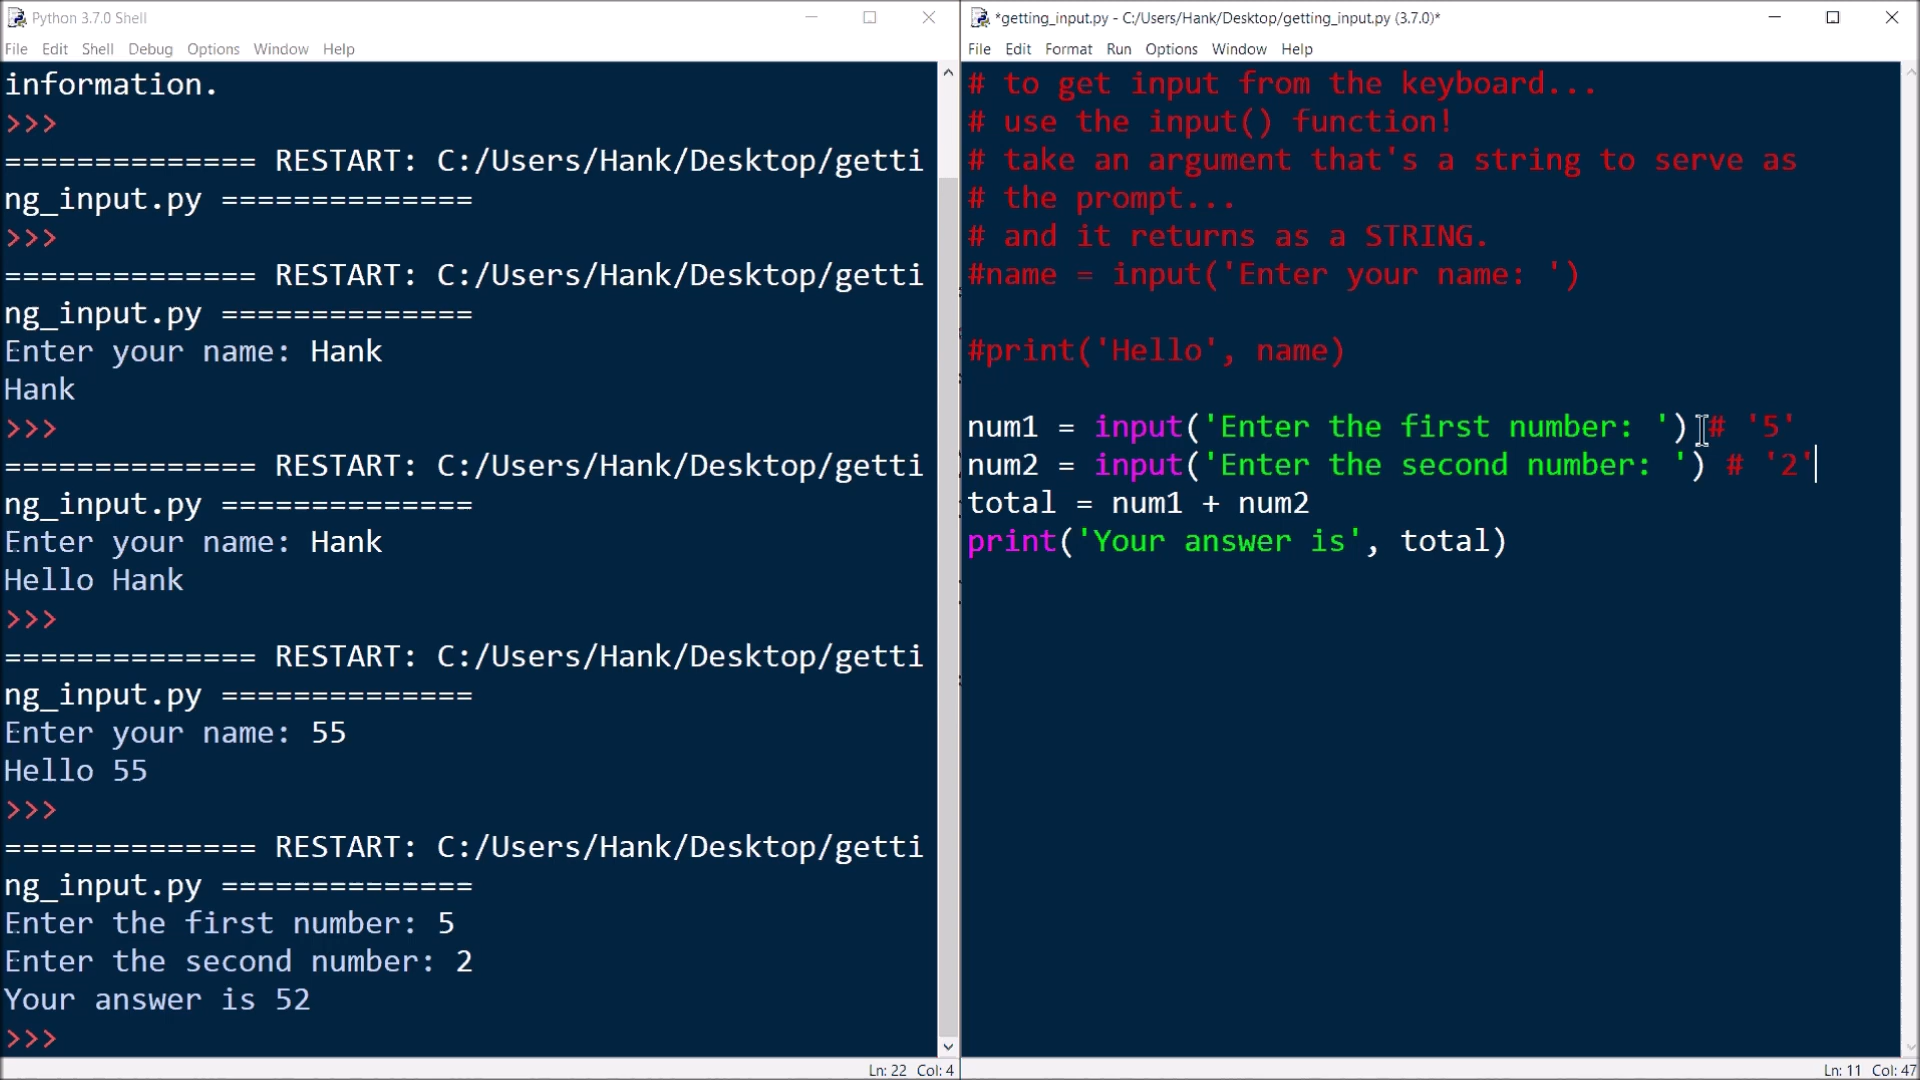 Python 3.7.0 Shell
File Edit Shell Debug Options Window Help
information.
>>>
============== RESTART: C:/Users/Hank/Desktop/getti
ng_input.py ==============
>>>
============== RESTART: C:/Users/Hank/Desktop/getti
ng_input.py ==============
Enter your name: Hank
Hank
>>>
============== RESTART: C:/Users/Hank/Desktop/getti
ng_input.py ==============
Enter your name: Hank
Hello Hank
>>>
============== RESTART: C:/Users/Hank/Desktop/getti
ng_input.py ==============
Enter your name: 55
Hello 55
>>>
============== RESTART: C:/Users/Hank/Desktop/getti
ng_input.py ==============
Enter the first number: 5
Enter the second number: 2
Your answer is 52
>>>
Ln: 22 Col: 4
*getting_input.py - C:/Users/Hank/Desktop/getting_input.py (3.7.0)*
File Edit Format Run Options Window Help
# to get input from the keyboard...
# use the input() function!
# take an argument that's a string to serve as
# the prompt...
# and it returns as a STRING.
#name = input('Enter your name: ')
#print('Hello', name)
num1 = input('Enter the first number: ') # '5'
num2 = input('Enter the second number: ') # '2'
total = num1 + num2
print('Your answer is', total)
Ln: 11 Col: 47